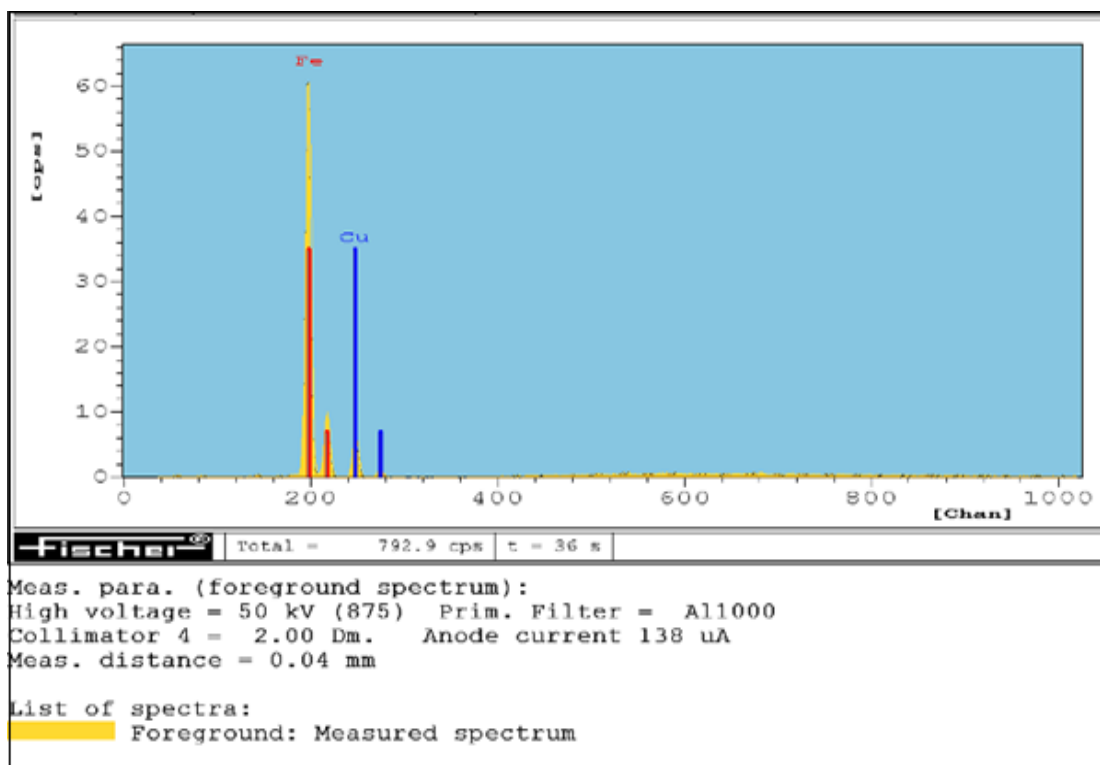 Fe
60
50
[cps]
40
Cu
30
20
10
0
0 200 400 600 800 1000
[Chan]
Fischer Total = 792.9 cps t = 36 s
Meas. para. (foreground spectrum):
High voltage = 50 kV (875) Prim. Filter = Al1000
Collimator 4 = 2.00 Dm. Anode current 138 uA
Meas. distance = 0.04 mm
List of spectra:
Foreground: Measured spectrum